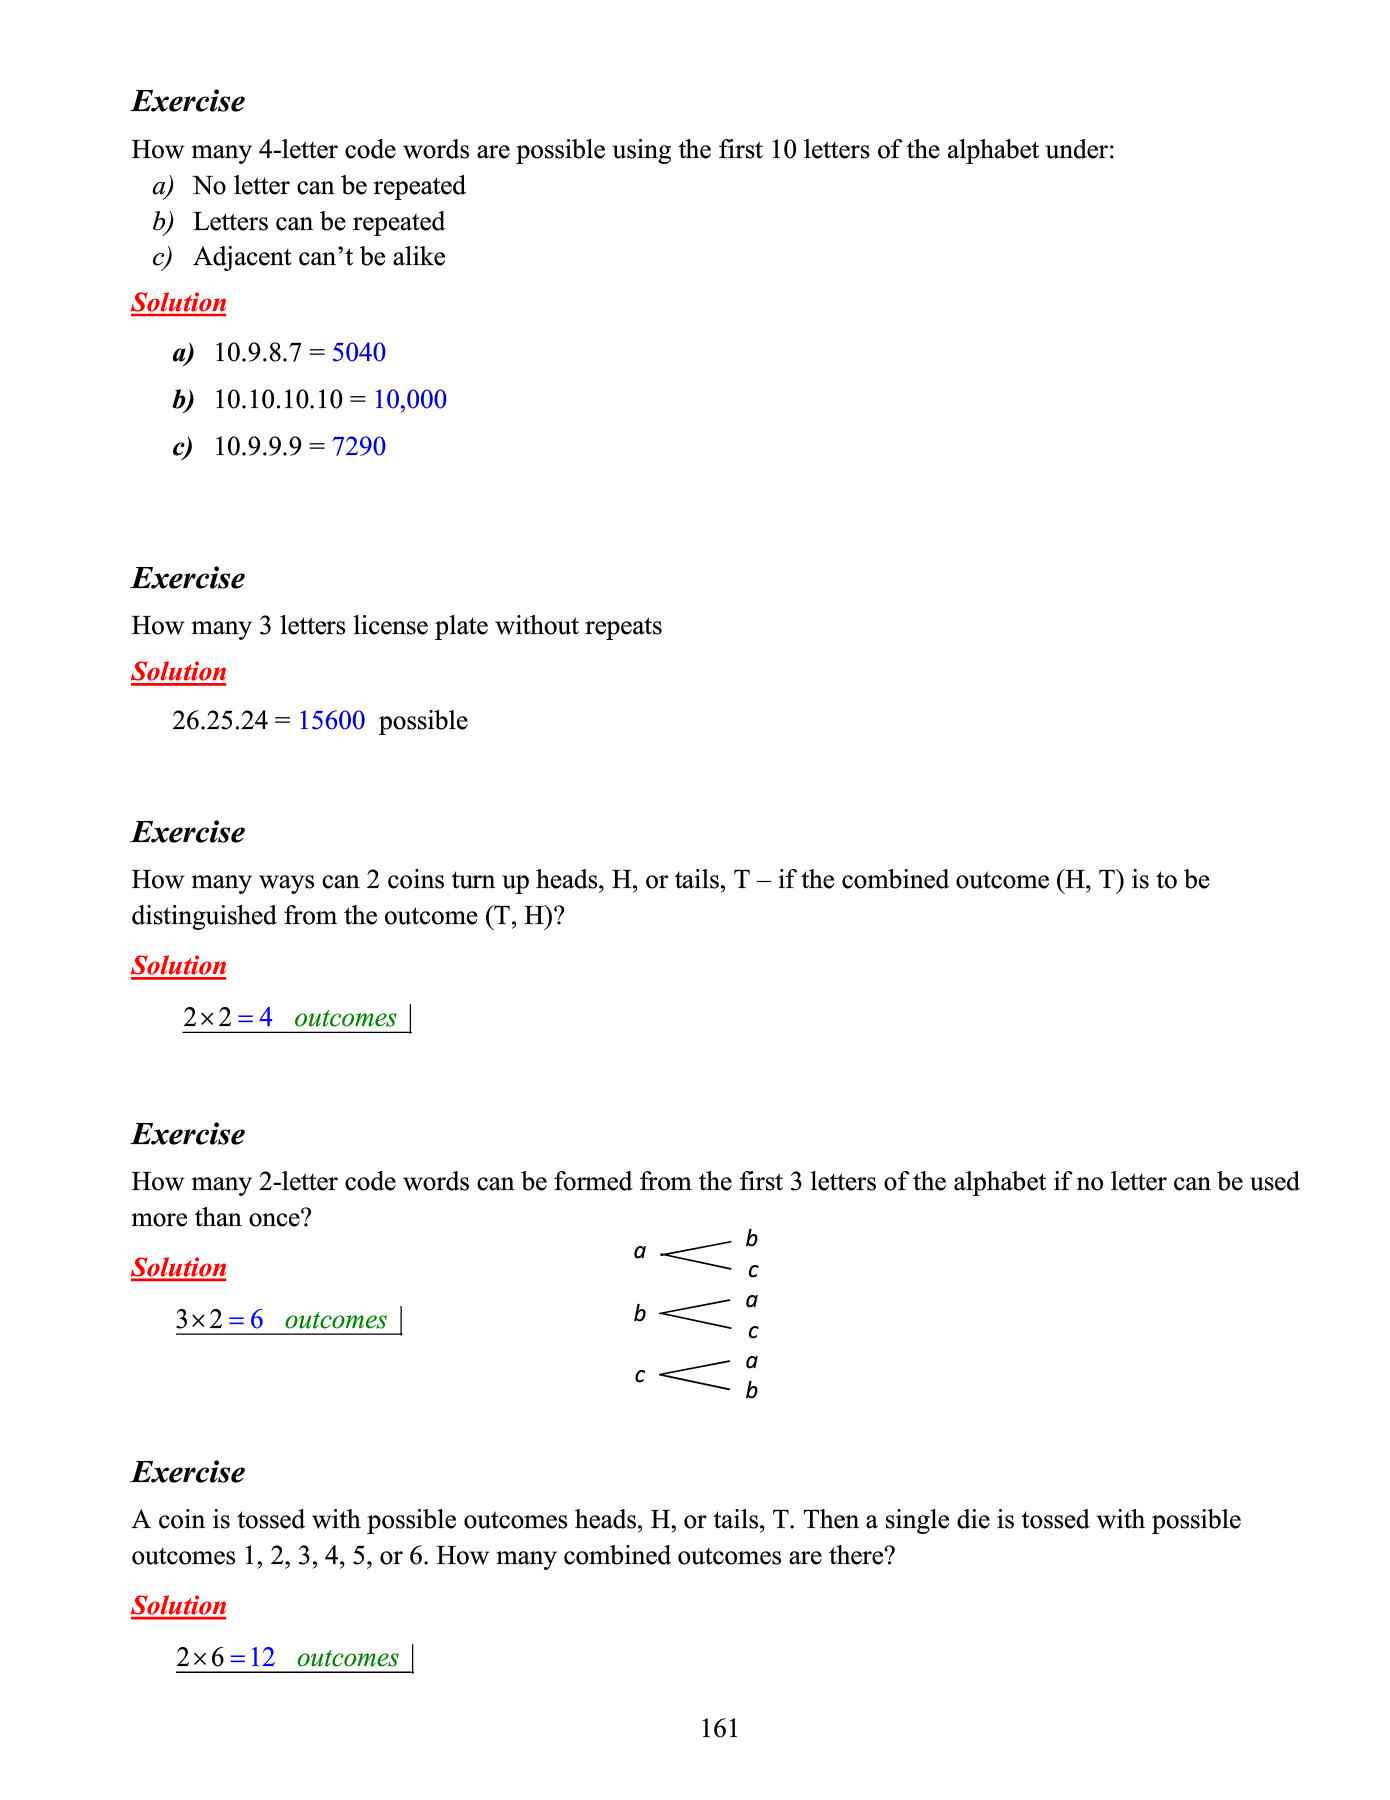 Exercise
How many 4-letter code words are possible using the first 10 letters of the alphabet under:
a) No letter can be repeated
b) Letters can be repeated
c) Adjacent can’t be alike
Solution
a) 10.9.8.7 = 5040
b) 10.10.10.10 = 10,000
c) 10.9.9.9 = 7290
Exercise
How many 3 letters license plate without repeats
Solution
26.25.24 = 15600 possible
Exercise
How many ways can 2 coins turn up heads, H, or tails, T – if the combined outcome (H, T) is to be
distinguished from the outcome (T, H)?
Solution
2×2 = 4 outcomes
Exercise
How many 2-letter code words can be formed from the first 3 letters of the alphabet if no letter can be used
more than once?
Solution
3×2 = 6 outcomes
a
b
c
b
a
c
c
a
b
Exercise
A coin is tossed with possible outcomes heads, H, or tails, T. Then a single die is tossed with possible
outcomes 1, 2, 3, 4, 5, or 6. How many combined outcomes are there?
Solution
2×6 = 12 outcomes
161